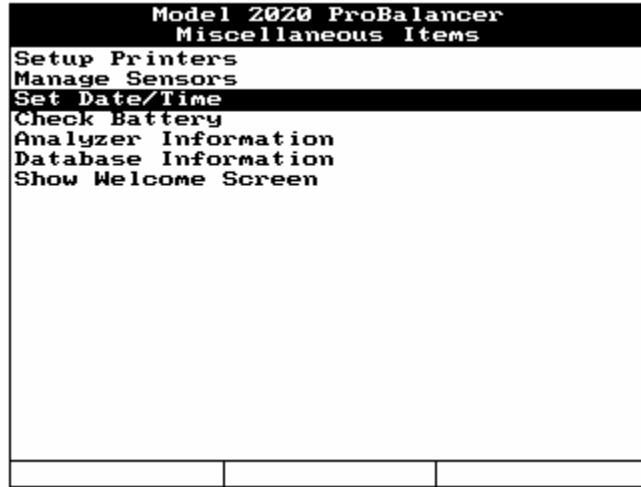 Model 2020 ProBalancer
Miscellaneous Items
Setup Printers
Manage Sensors
Set Date/Time
Check Battery
Analyzer Information
Database Information
Show Welcome Screen